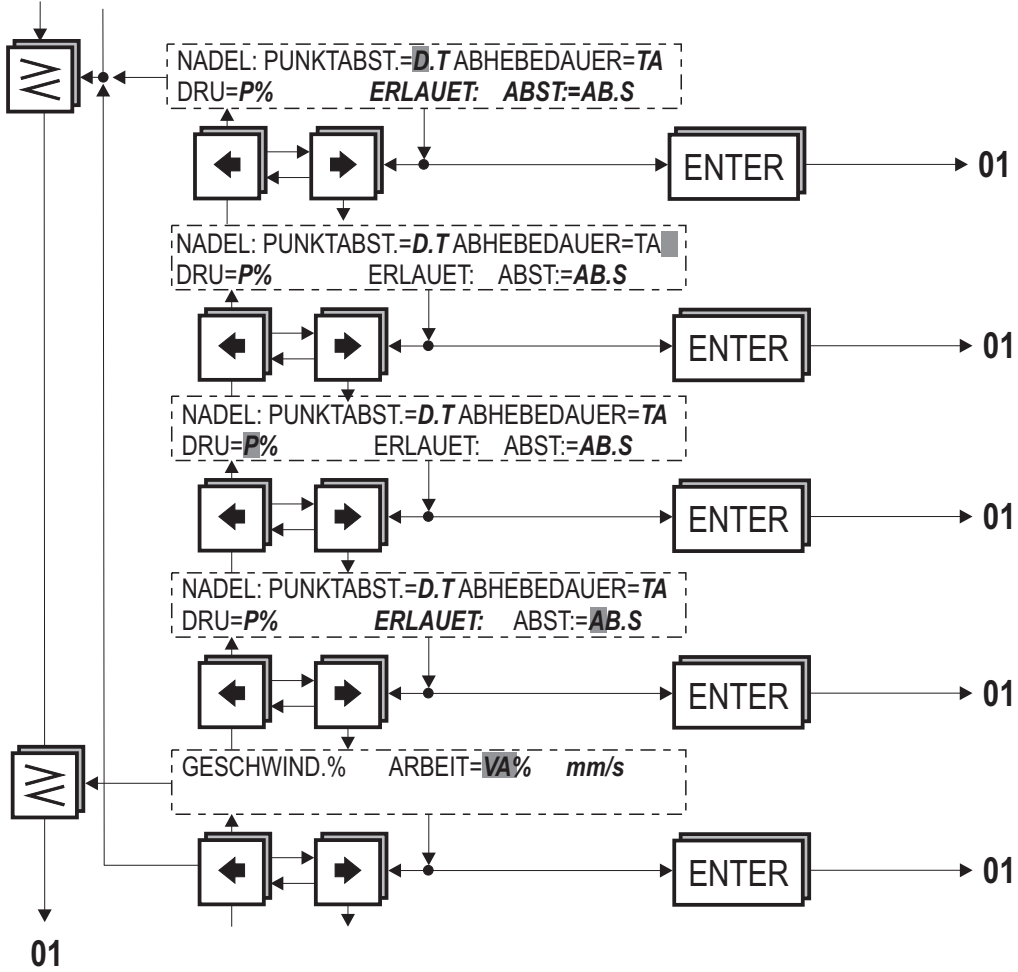 NADEL: PUNKTABST.=D.T ABHEBEDAUER=TA
DRU=P% ERLAUET: ABST:=AB.S
ENTER 01
NADEL: PUNKTABST.=D.T ABHEBEDAUER=TA
DRU=P% ERLAUET: ABST:=AB.S
ENTER 01
NADEL: PUNKTABST.=D.T ABHEBEDAUER=TA
DRU=P% ERLAUET: ABST:=AB.S
ENTER 01
NADEL: PUNKTABST.=D.T ABHEBEDAUER=TA
DRU=P% ERLAUET: ABST:=AB.S
ENTER 01
GESCHWIND.% ARBEIT=VA% mm/s
ENTER 01
01